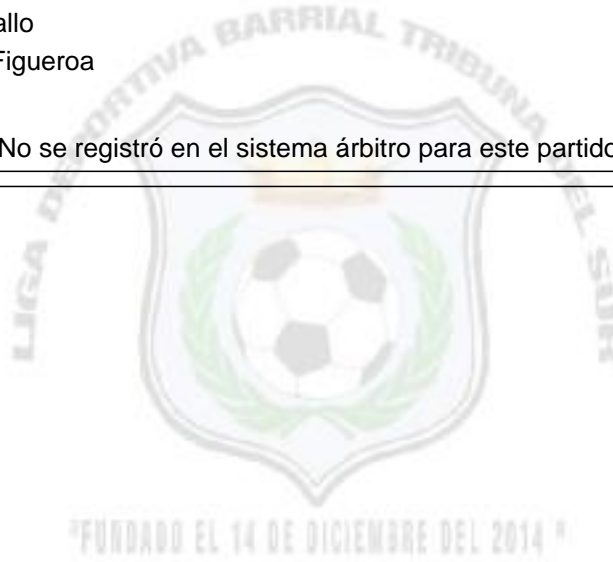 allo
Figueroa
No se registró en el sistema árbitro para este partido
LIGA DEPORTIVA BARRIAL TRIBUNA DEL SUR
"FUNDADO EL 14 DE DICIEMBRE DEL 2014 "